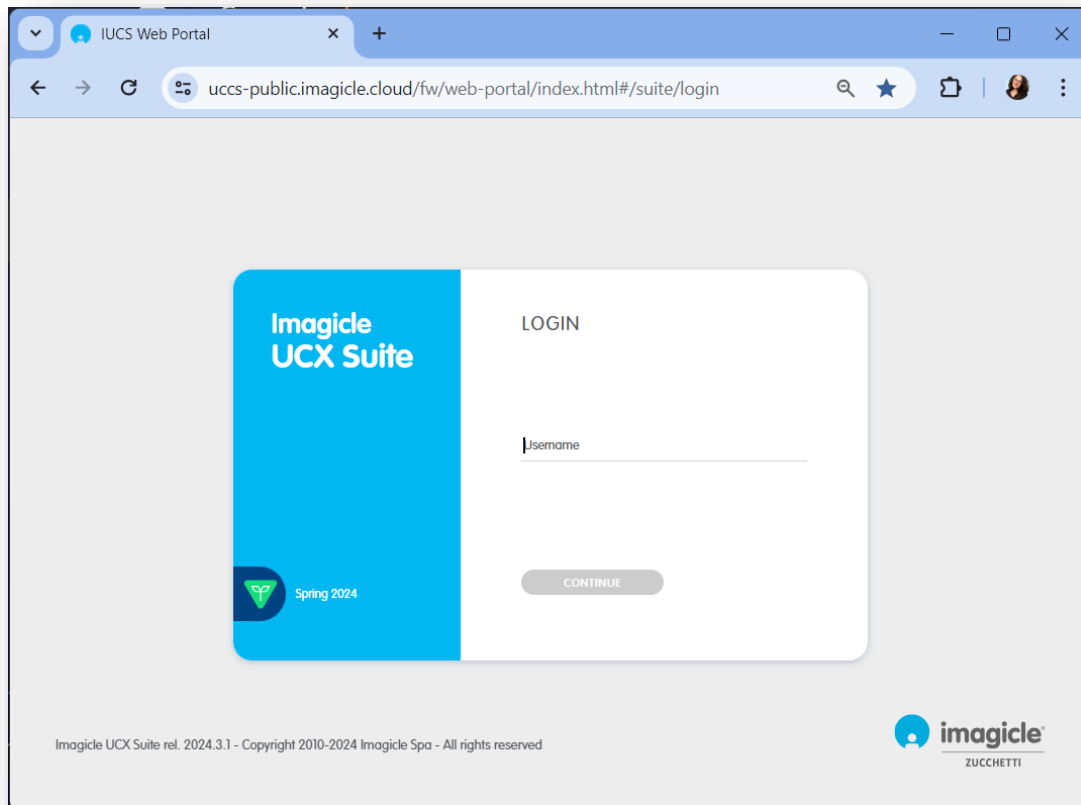 IUCS Web Portal
uccs-public.imagicle.cloud/fw/web-portal/index.html#/suite/login
Imagicle
UCX Suite
LOGIN
Username
CONTINUE
Spring 2024
Imagicle UCX Suite rel. 2024.3.1 - Copyright 2010-2024 Imagicle Spa - All rights reserved
imagicle
ZUCCHETTI